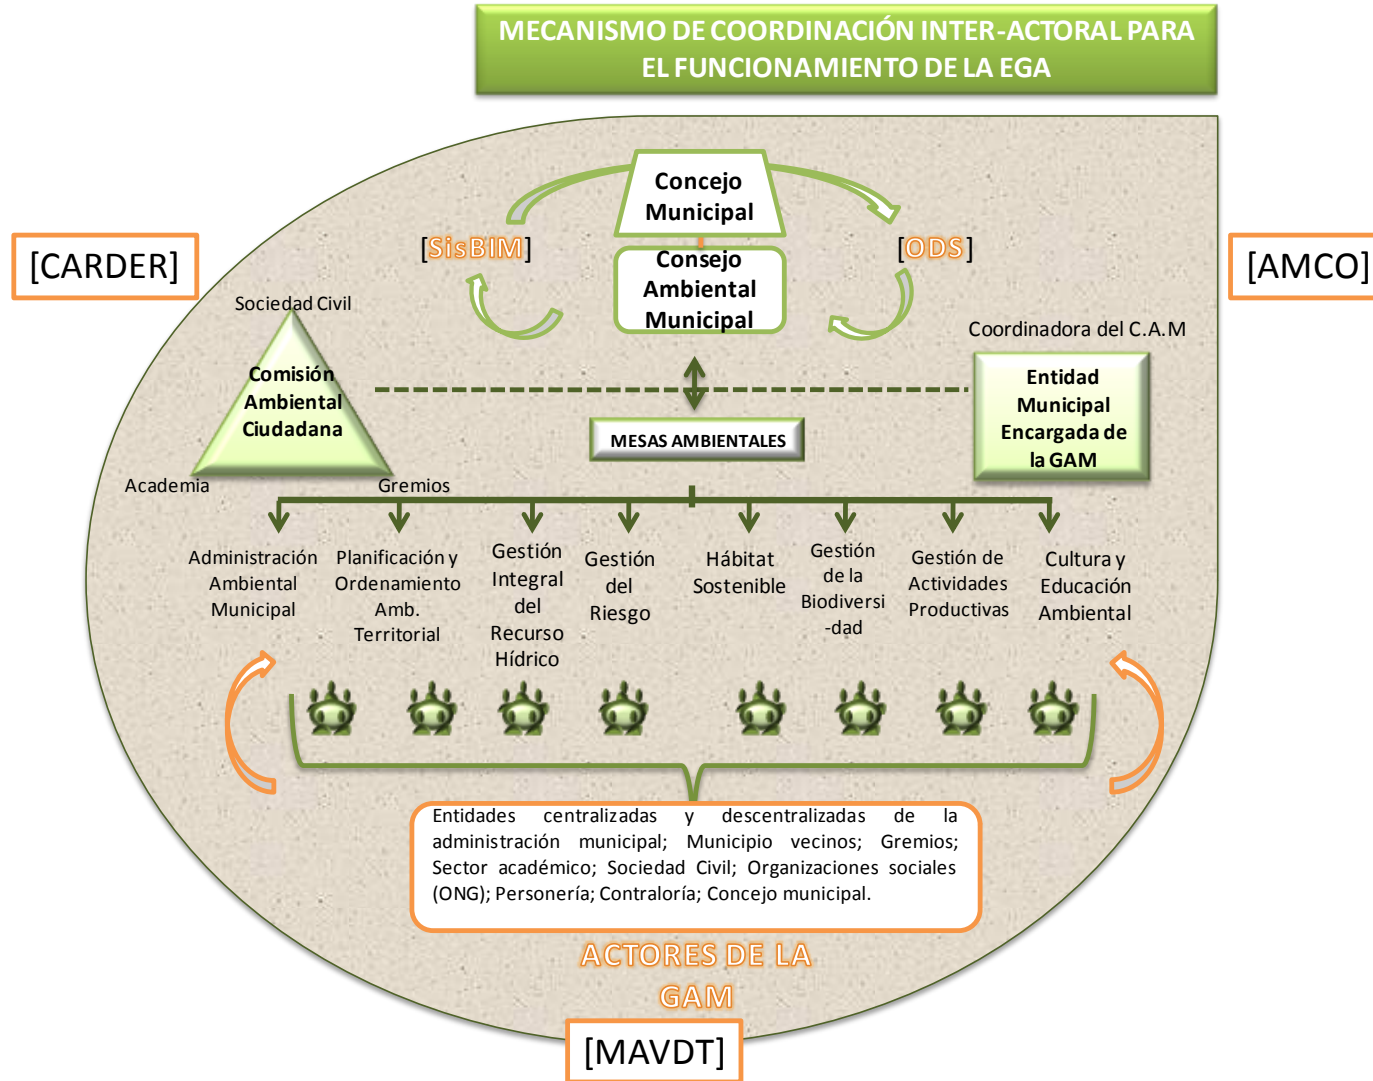 MECANISMO DE COORDINACIÓN INTER-ACTORAL PARA
EL FUNCIONAMIENTO DE LA EGA
Concejo
Municipal
[SisBIM]
[ODS]
Consejo
Ambiental
Municipal
[CARDER]
[AMCO]
Sociedad Civil
Comisión
Ambiental
Ciudadana
Academia
Gremios
Coordinadora del C.A.M
Entidad
Municipal
Encargada de
la GAM
MESAS AMBIENTALES
Administración
Ambiental
Municipal
Planificación y
Ordenamiento
Amb.
Territorial
Gestión
Integral
del
Recurso
Hídrico
Gestión
del
Riesgo
Hábitat
Sostenible
Gestión
de la
Biodiversi
-dad
Gestión de
Actividades
Productivas
Cultura y
Educación
Ambiental
Entidades centralizadas y descentralizadas de la
administración municipal; Municipio vecinos; Gremios;
Sector académico; Sociedad Civil; Organizaciones sociales
(ONG); Personería; Contraloría; Concejo municipal.
ACTORES DE LA
GAM
[MAVDT]